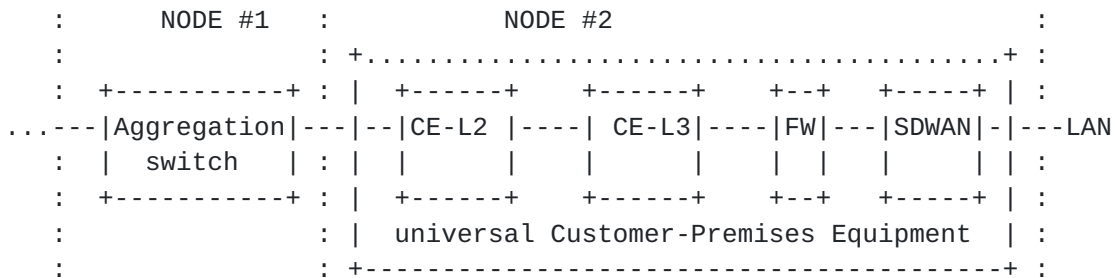 :      NODE #1   :           NODE #2                           :
   :                : +.........................................+ :
   :  +-----------+ : |  +------+    +------+    +--+   +-----+ | :
...---|Aggregation|---|--|CE-L2 |----| CE-L3|----|FW|---|SDWAN|-|---LAN
   :  |  switch   | : |  |      |    |      |    |  |   |     | | :
   :  +-----------+ : |  +------+    +------+    +--+   +-----+ | :
   :                : |  universal Customer-Premises Equipment  | :
   :                : +-----------------------------------------+ :